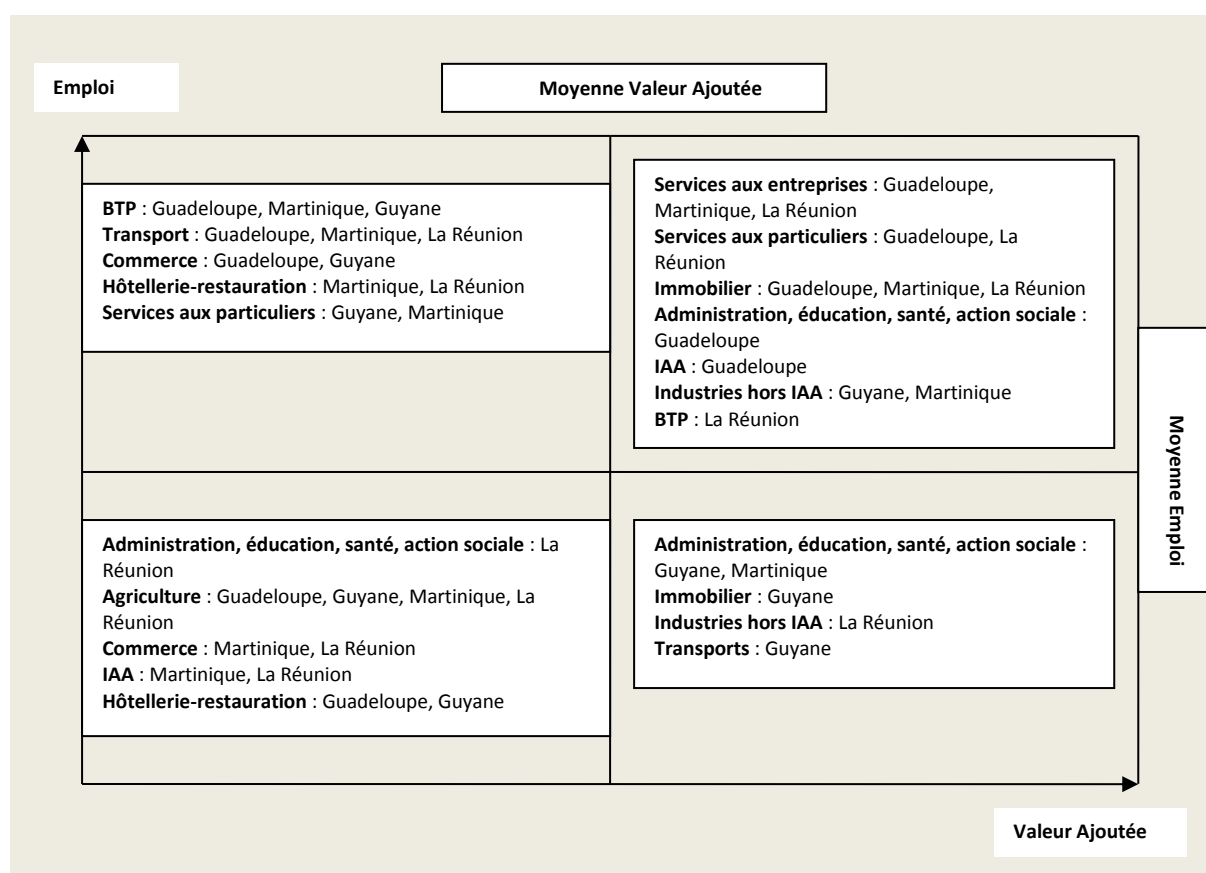 Emploi
Moyenne Valeur Ajoutée
BTP : Guadeloupe, Martinique, Guyane
Transport : Guadeloupe, Martinique, La Réunion
Commerce : Guadeloupe, Guyane
Hôtellerie-restauration : Martinique, La Réunion
Services aux particuliers : Guyane, Martinique
Services aux entreprises : Guadeloupe,
Martinique, La Réunion
Services aux particuliers : Guadeloupe, La
Réunion
Immobilier : Guadeloupe, Martinique, La Réunion
Administration, éducation, santé, action sociale :
Guadeloupe
IAA : Guadeloupe
Industries hors IAA : Guyane, Martinique
BTP : La Réunion
Moyenne Emploi
Administration, éducation, santé, action sociale : La
Réunion
Agriculture : Guadeloupe, Guyane, Martinique, La
Réunion
Commerce : Martinique, La Réunion
IAA : Martinique, La Réunion
Hôtellerie-restauration : Guadeloupe, Guyane
Administration, éducation, santé, action sociale :
Guyane, Martinique
Immobilier : Guyane
Industries hors IAA : La Réunion
Transports : Guyane
Valeur Ajoutée